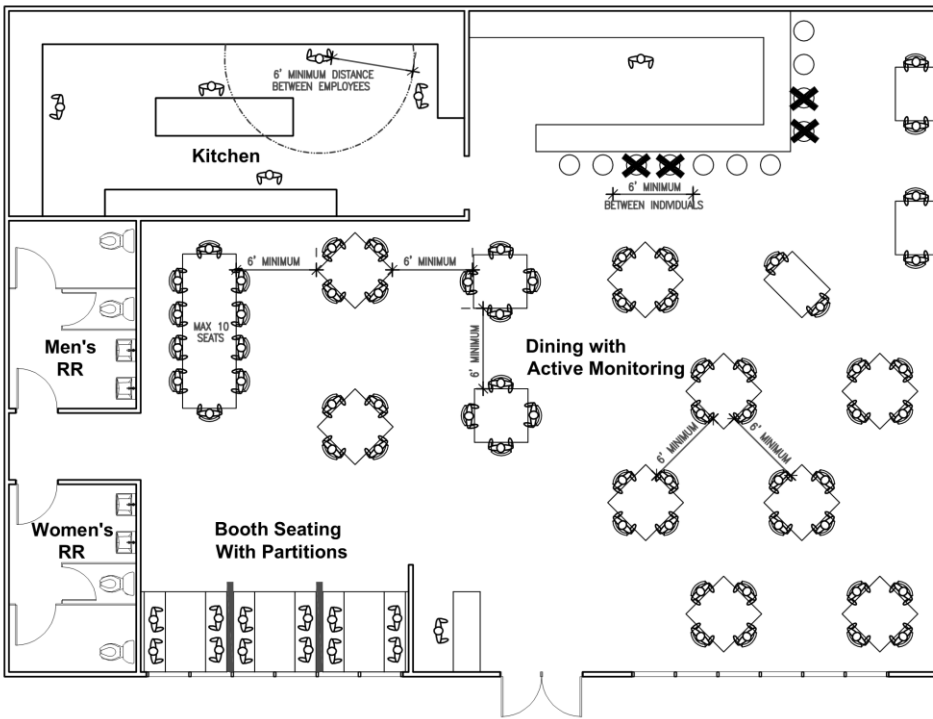 6' MINIMUM DISTANCE
BETWEEN EMPLOYEES
Kitchen
6' MINIMUM
BETWEEN INDIVIDUALS
6' MINIMUM
6' MINIMUM
MAX 10
SEATS
6' MINIMUM
Men's
RR
Dining with
Active Monitoring
6' MINIMUM
6' MINIMUM
Women's
RR
Booth Seating
With Partitions